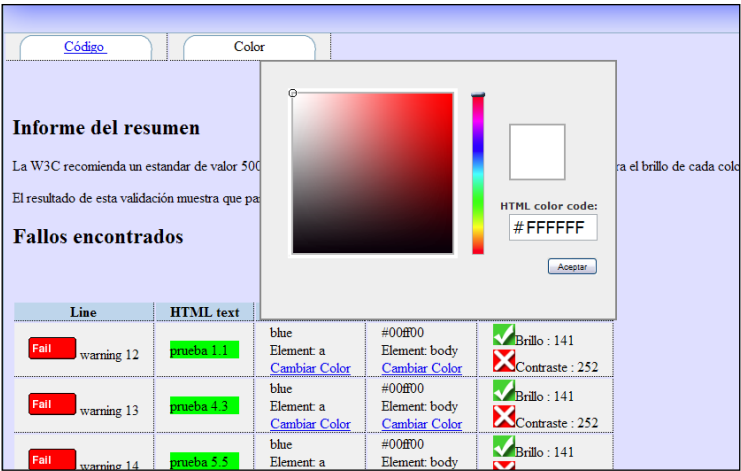 Código
Color
Informe del resumen
La W3C recomienda un estandar de valor 500
ra el brillo de cada colo
El resultado de esta validación muestra que pa
HTML color code:
#FFFFFF
Aceptar
Fallos encontrados
Line HTML text
Fail warning 12 prueba 1.1
blue
Element: a
Cambiar Color
#00ff00
Element: body
Cambiar Color
Brillo : 141
Contraste : 252
Fail warning 13 prueba 4.3
blue
Element: a
Cambiar Color
#00ff00
Element: body
Cambiar Color
Brillo : 141
Contraste : 252
Fail warning 14 prueba 5.5
blue
Element: a
#00ff00
Element: body
Brillo : 141